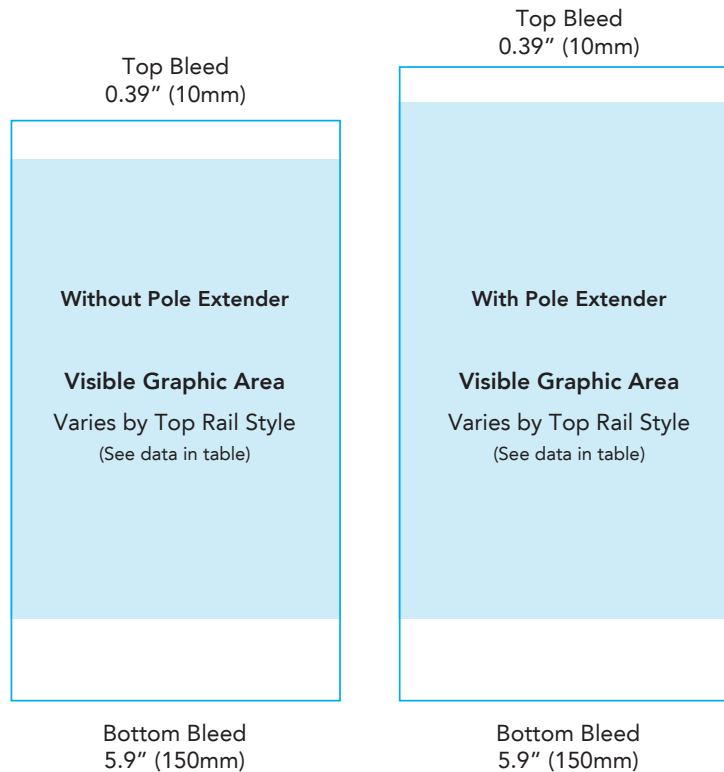 Top Bleed
0.39” (10mm)
Without Pole Extender
Visible Graphic Area
Varies by Top Rail Style
(See data in table)
Bottom Bleed
5.9” (150mm)
Top Bleed
0.39” (10mm)
With Pole Extender
Visible Graphic Area
Varies by Top Rail Style
(See data in table)
Bottom Bleed
5.9” (150mm)